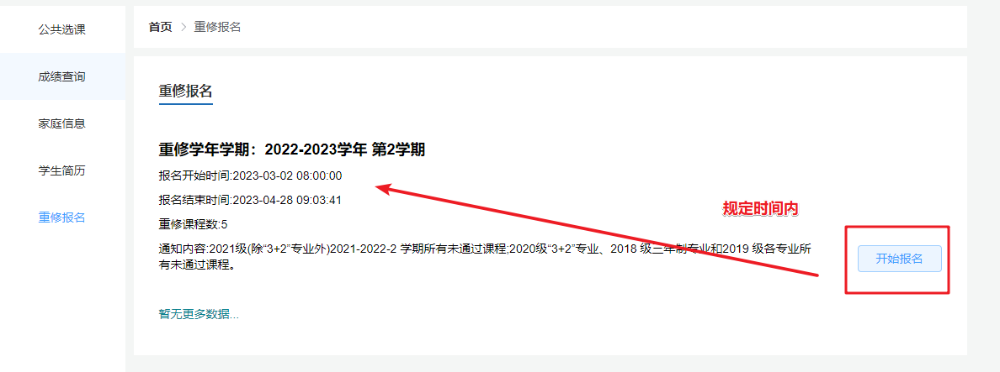 公共选课
成绩查询
家庭信息
学生简历
重修报名
首页 > 重修报名
重修报名
重修学年学期：2022-2023学年 第2学期
报名开始时间:2023-03-02 08:00:00
报名结束时间:2023-04-28 09:03:41
重修课程数:5
通知内容:2021级(除“3+2”专业外)2021-2022-2 学期所有未通过课程;2020级“3+2”专业、2018 级三年制专业和2019 级各专业所
有未通过课程。
规定时间内
开始报名
暂无更多数据...